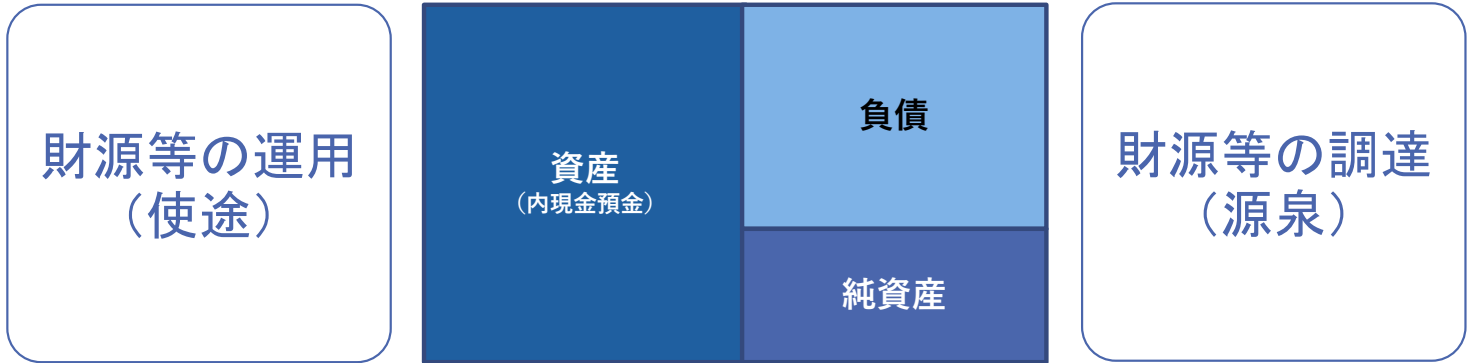 財源等の運用
（使途）
資産
（内現金預金）
負債
純資産
財源等の調達
（源泉）